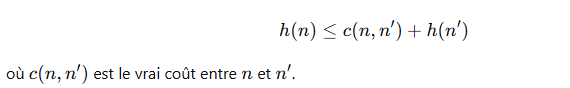 h(n) ≤ c(n, n′) + h(n′)
où c(n, n′) est le vrai coût entre n et n′.